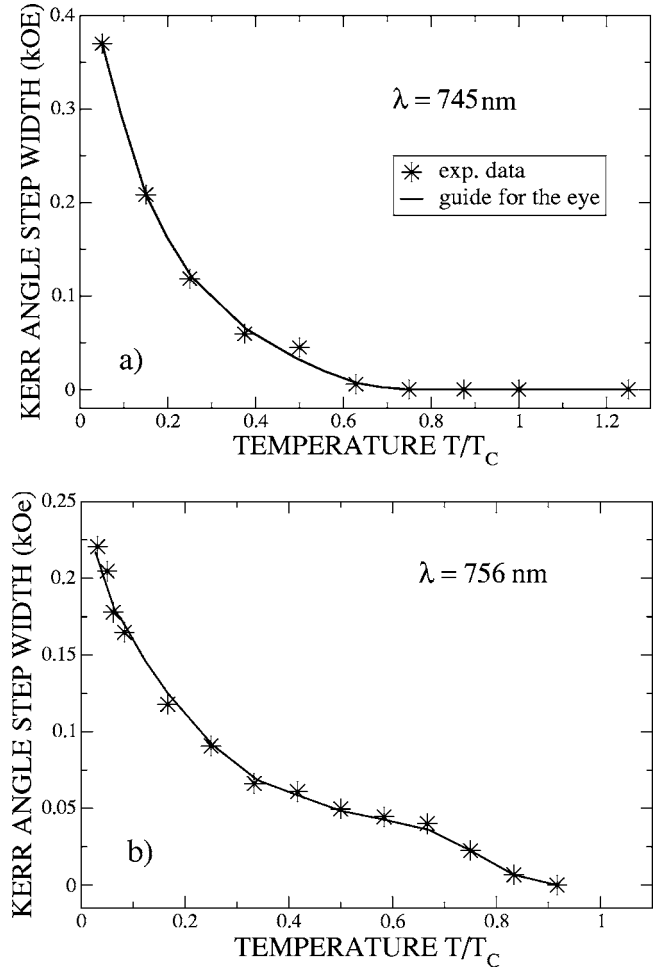 0.4
0.3
0.2
0.1
0
KERR ANGLE STEP WIDTH (kOE)
λ = 745 nm
exp. data
guide for the eye
a)
0 0.2 0.4 0.6 0.8 1 1.2
TEMPERATURE T/T_C
0.25
0.2
0.15
0.1
0.05
0
KERR ANGLE STEP WIDTH (kOe)
λ = 756 nm
b)
0 0.2 0.4 0.6 0.8 1
TEMPERATURE T/T_C